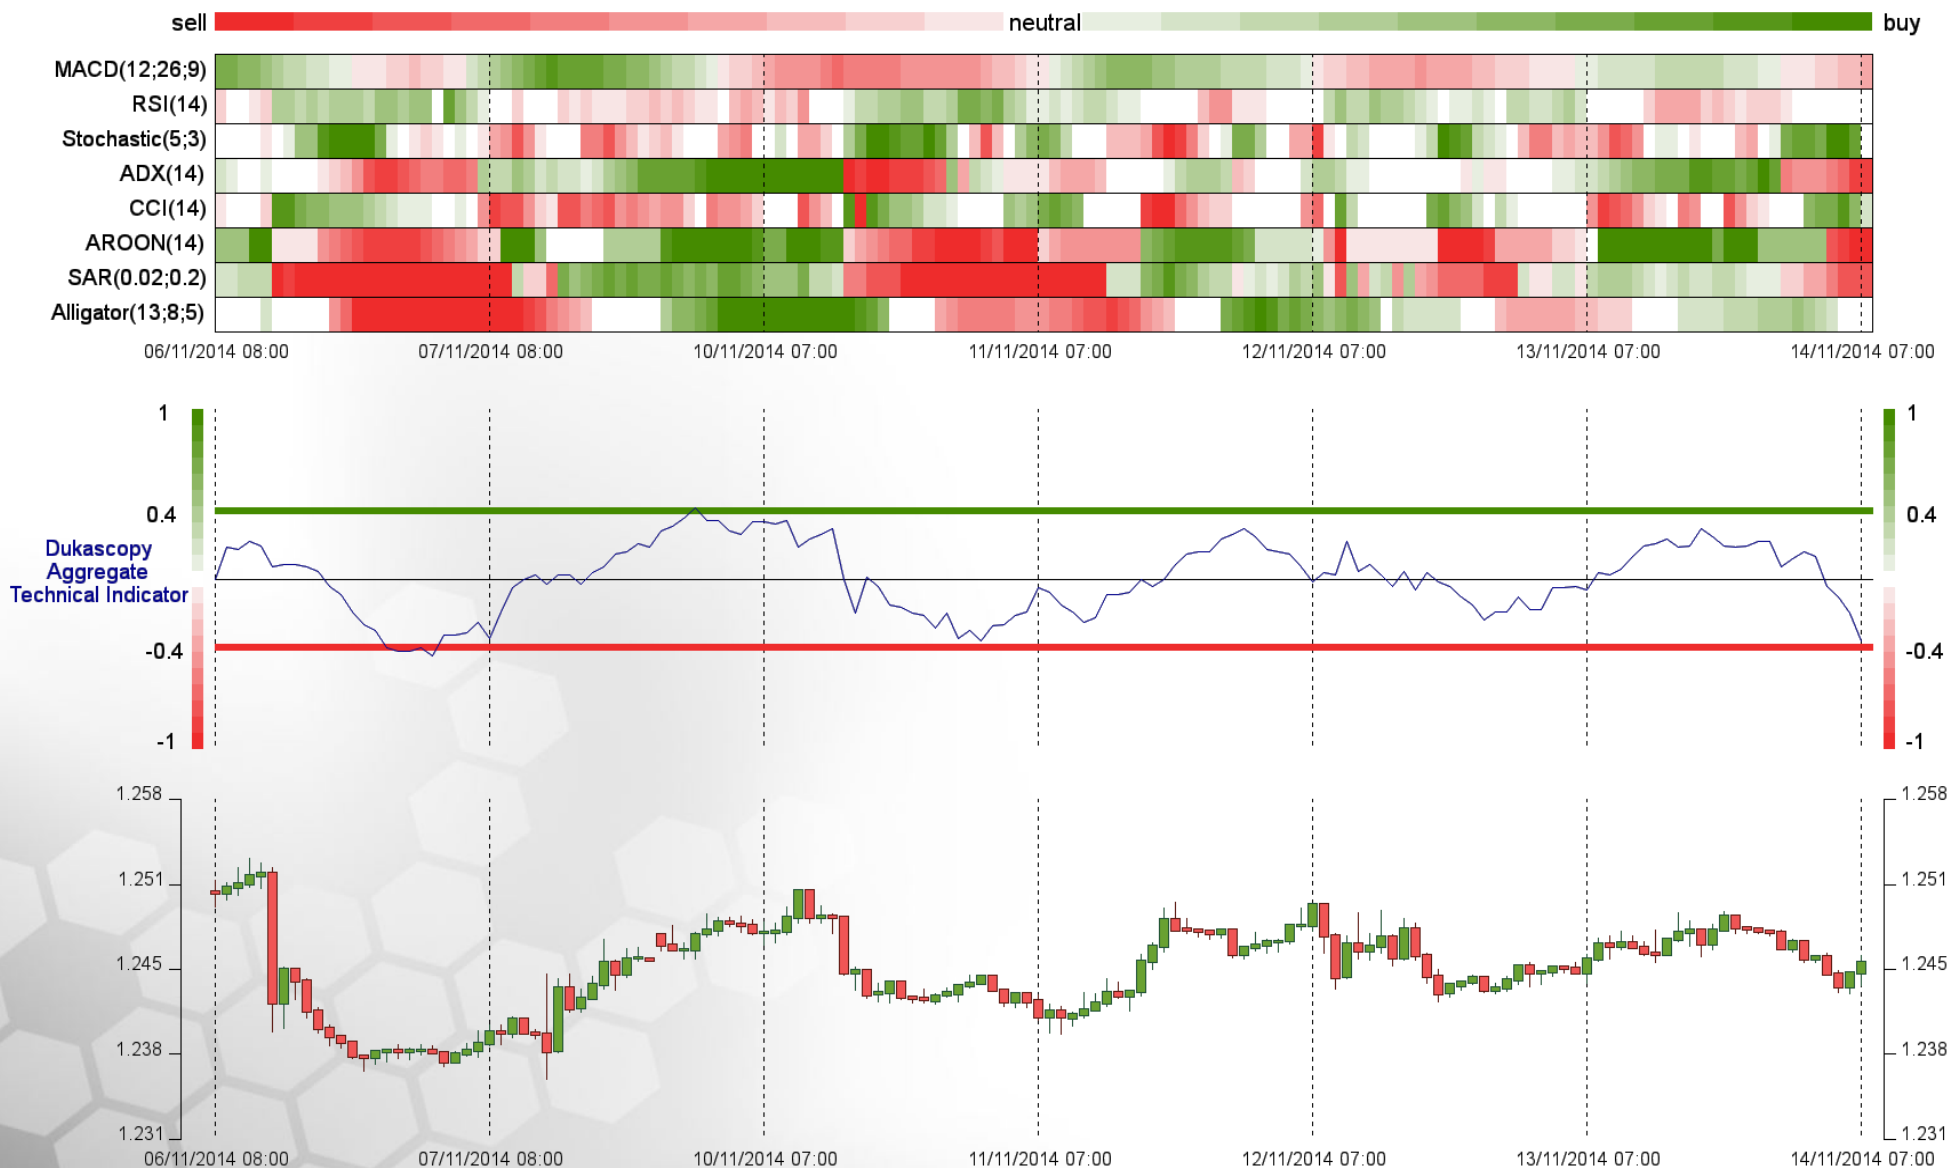 sell neutral buy
MACD(12;26;9)
RSI(14)
Stochastic(5;3)
ADX(14)
CCI(14)
AROON(14)
SAR(0.02;0.2)
Alligator(13;8;5)
06/11/2014 08:00 07/11/2014 08:00 10/11/2014 07:00 11/11/2014 07:00 12/11/2014 07:00 13/11/2014 07:00 14/11/2014 07:00
1 1
0.4 0.4
Dukascopy
Aggregate
Technical Indicator
-0.4 -0.4
-1 -1
1.258 1.258
1.251 1.251
1.245 1.245
1.238 1.238
1.231 1.231
06/11/2014 08:00 07/11/2014 08:00 10/11/2014 07:00 11/11/2014 07:00 12/11/2014 07:00 13/11/2014 07:00 14/11/2014 07:00